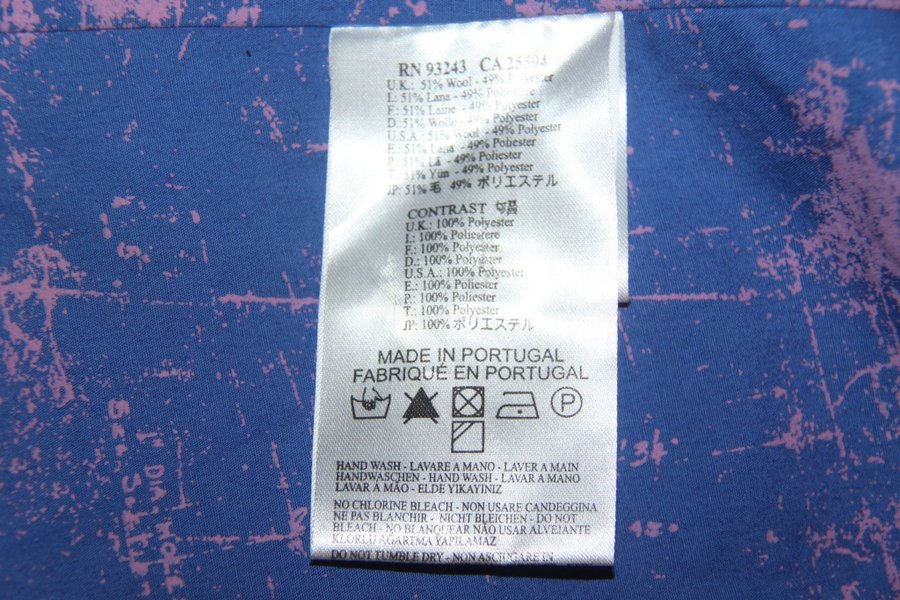 RN 93243 CA 25594
U.K.: 51% Wool - 49% Polyester
I.: 51% Lana - 49% Poliestere
F.: 51% Laine - 49% Polyester
D. 51% Wolle - 49% Polyester
U.S.A.: 51% Wool - 49% Polyester
E.: 51% Lana - 49% Poliester
P.: 51% Lã - 49% Poliester
T. 51% Yün - 49% Polyester
JP: 51% 毛 49% ポリエステル
CONTRAST
U.K.: 100% Polyester
I.: 100% Poliestere
F.: 100% Polyester
D.: 100% Polyester
U.S.A.: 100% Polyester
E.: 100% Poliester
P.: 100% Poliester
T.: 100% Polyester
JP: 100% ポリエステル
MADE IN PORTUGAL
FABRIQUÉ EN PORTUGAL
P
HAND WASH - LAVARE A MANO - LAVER A MAIN
HANDWASCHEN - HAND WASH - LAVAR A MANO
LAVAR A MÃO - ELDE YIKAYINIZ
NO CHLORINE BLEACH - NON USARE CANDEGGINA
NE PAS BLANCHIR - NICHT BLEICHEN - DO NOT
BLEACH - NO BLANQUEAR NÃO USAR ALVEJANTE
KLORLU AGARTMA YAPILAMAZ
DO NOT TUMBLE DRY - NON ASCIUGARE IN